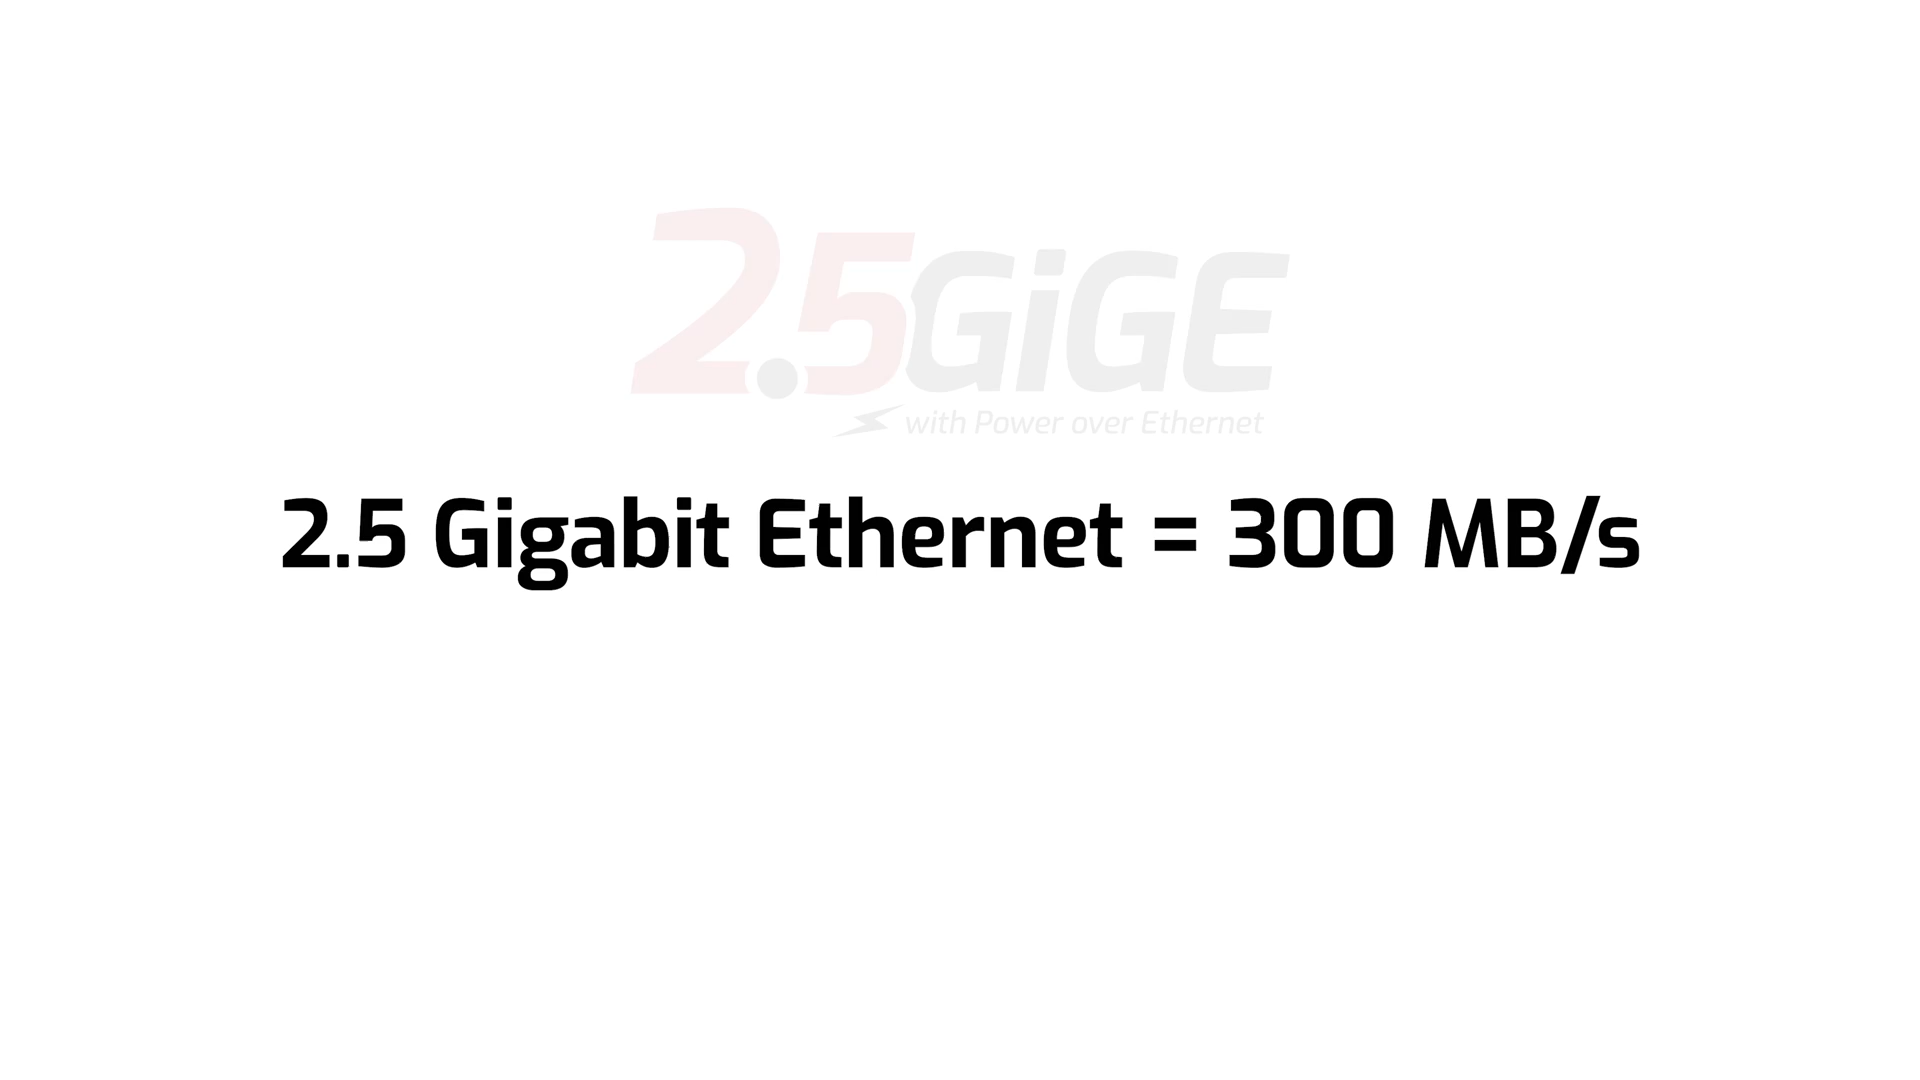 2.5GiGE
with Power over Ethernet
2.5 Gigabit Ethernet = 300 MB/s